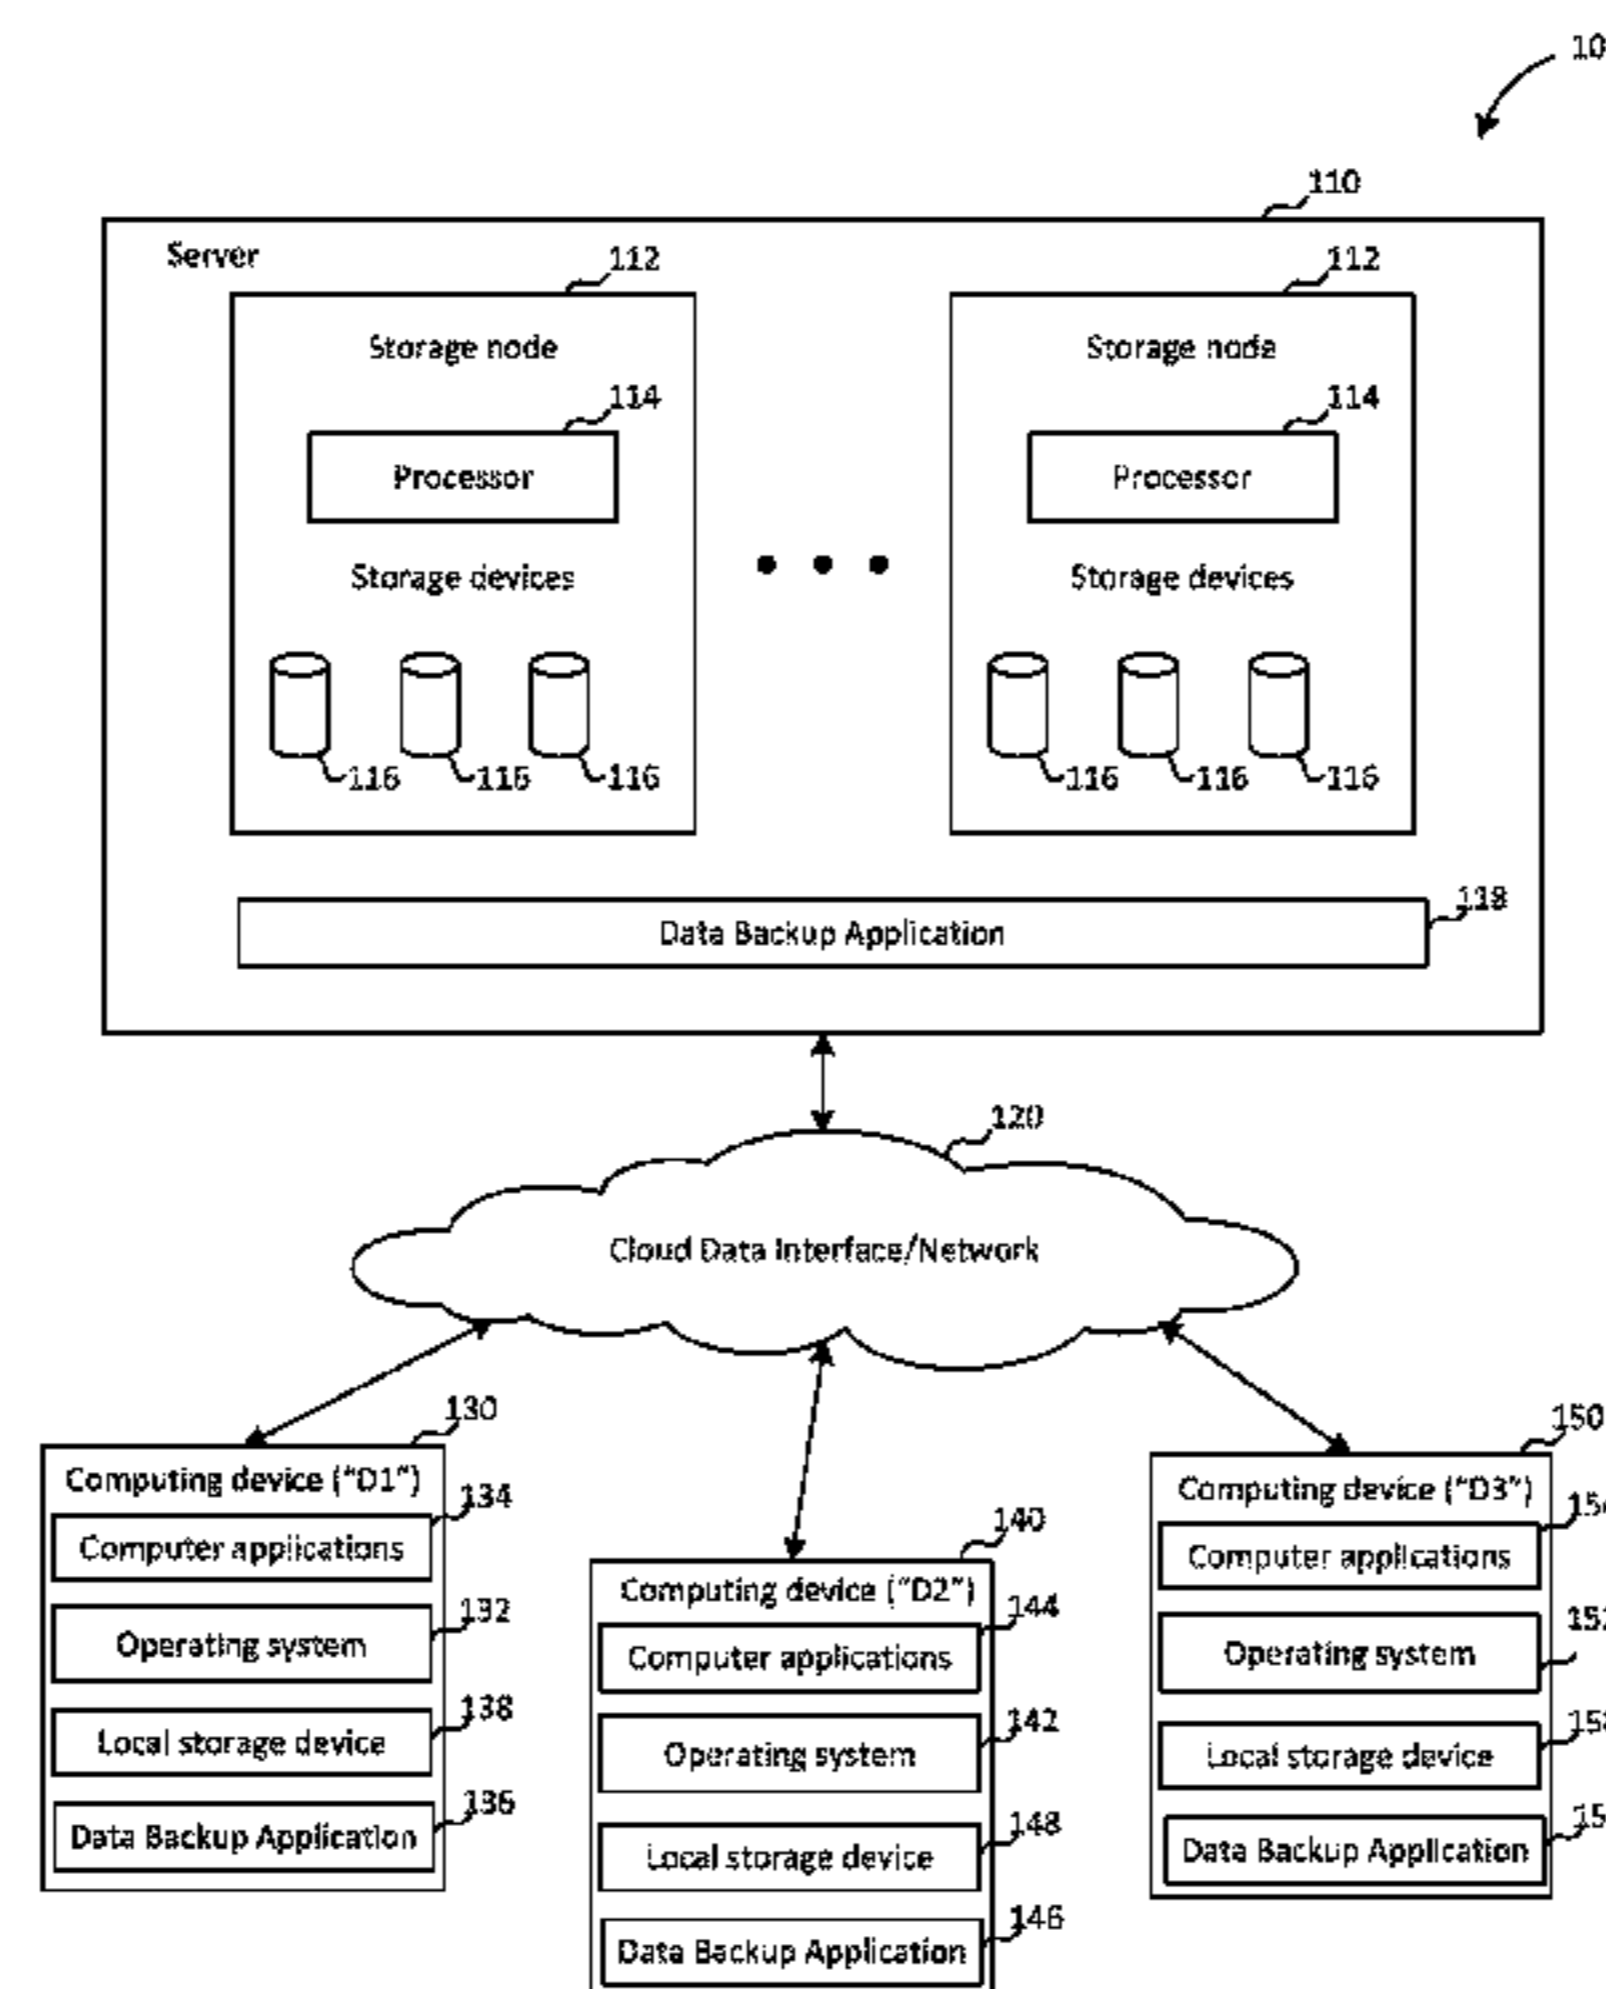 10
110
Server
112
112
Storage node
Storage node
114
114
Processor
Processor
Storage devices
Storage devices
116
116
116
116
116
116
118
Data Backup Application
120
Cloud Data Interface/Network
130
150
Computing device ("D1")
Computing device ("D3")
134
Computer applications
Computer applications
140
Computing device ("D2")
132
144
Operating system
Operating system
Computer applications
138
142
Local storage device
Local storage device
Operating system
136
148
Data Backup Application
Data Backup Application
Local storage device
146
Data Backup Application